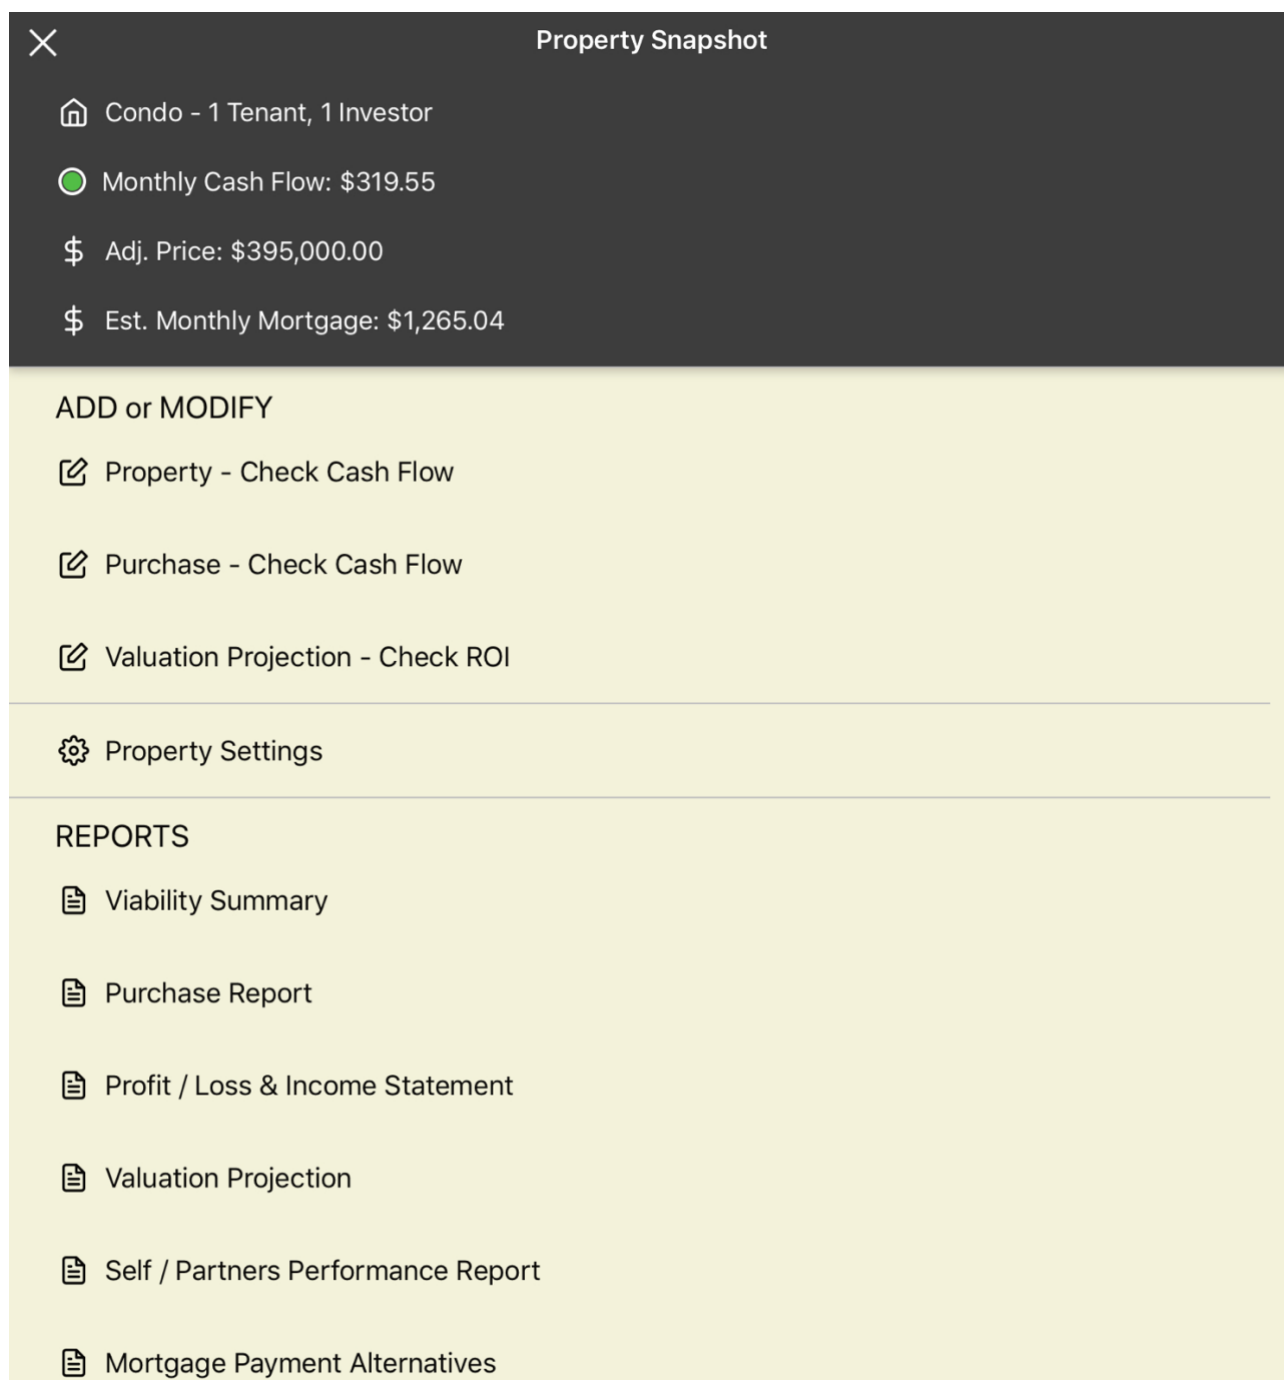 Property Snapshot
Condo - 1 Tenant, 1 Investor
Monthly Cash Flow: $319.55
Adj. Price: $395,000.00
Est. Monthly Mortgage: $1,265.04
ADD or MODIFY
Property - Check Cash Flow
Purchase - Check Cash Flow
Valuation Projection - Check ROI
Property Settings
REPORTS
Viability Summary
Purchase Report
Profit / Loss & Income Statement
Valuation Projection
Self / Partners Performance Report
Mortgage Payment Alternatives